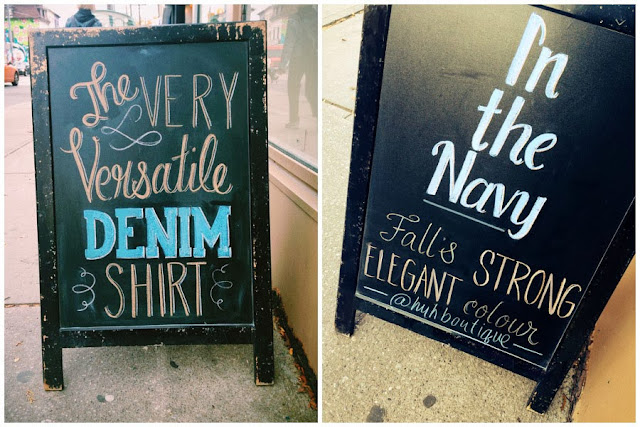 The VERY
Versatile
DENIM
SHIRT
In
the
Navy
Fall's STRONG
ELEGANT colour
@huhboutique